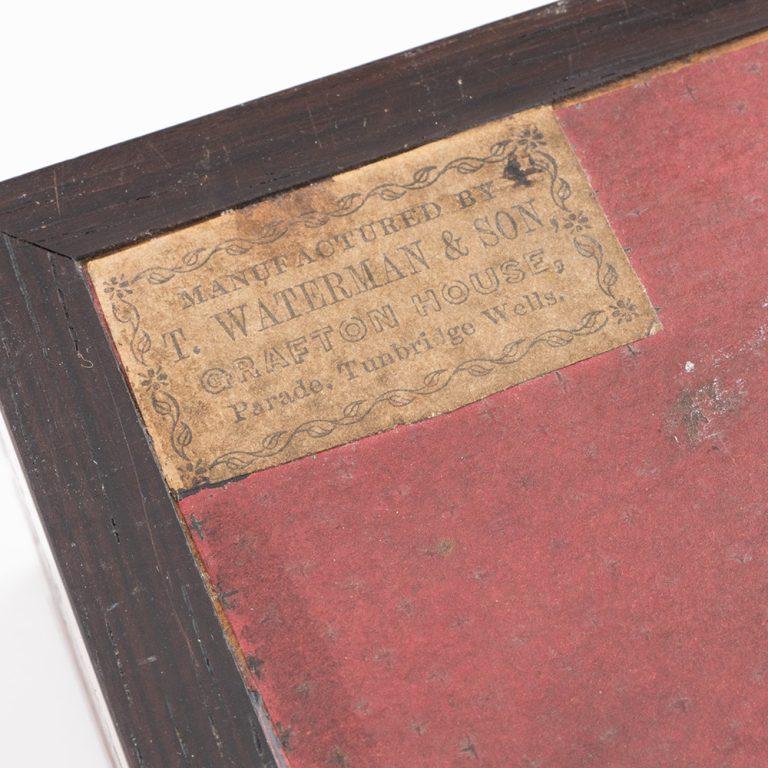 MANUFACTURED BY
T. WATERMAN & SON,
GRAFTON HOUSE,
Parade, Tunbridge Wells.